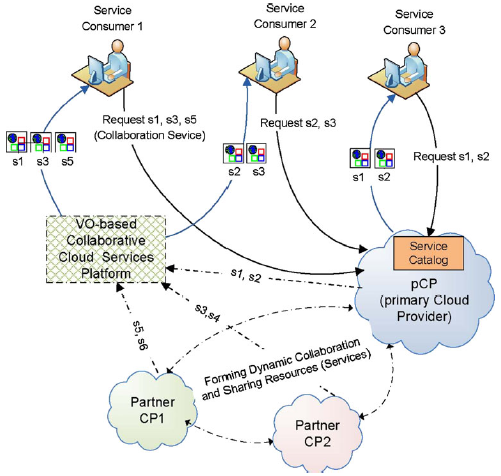 Service
Consumer 1
Service
Consumer 2
Service
Consumer 3
Request s1, s3, s5
(Collaboration Sevice)
Request s2, s3
Request s1, s2
s1
s3
s5
s2
s3
s1
s2
VO-based
Collaborative
Cloud Services
Platform
Service
Catalog
pCP
(primary Cloud
Provider)
s1, s2
s3,s4
s5, s6
Forming Dynamic Collaboration
and Sharing Resources (Services)
Partner
CP1
Partner
CP2